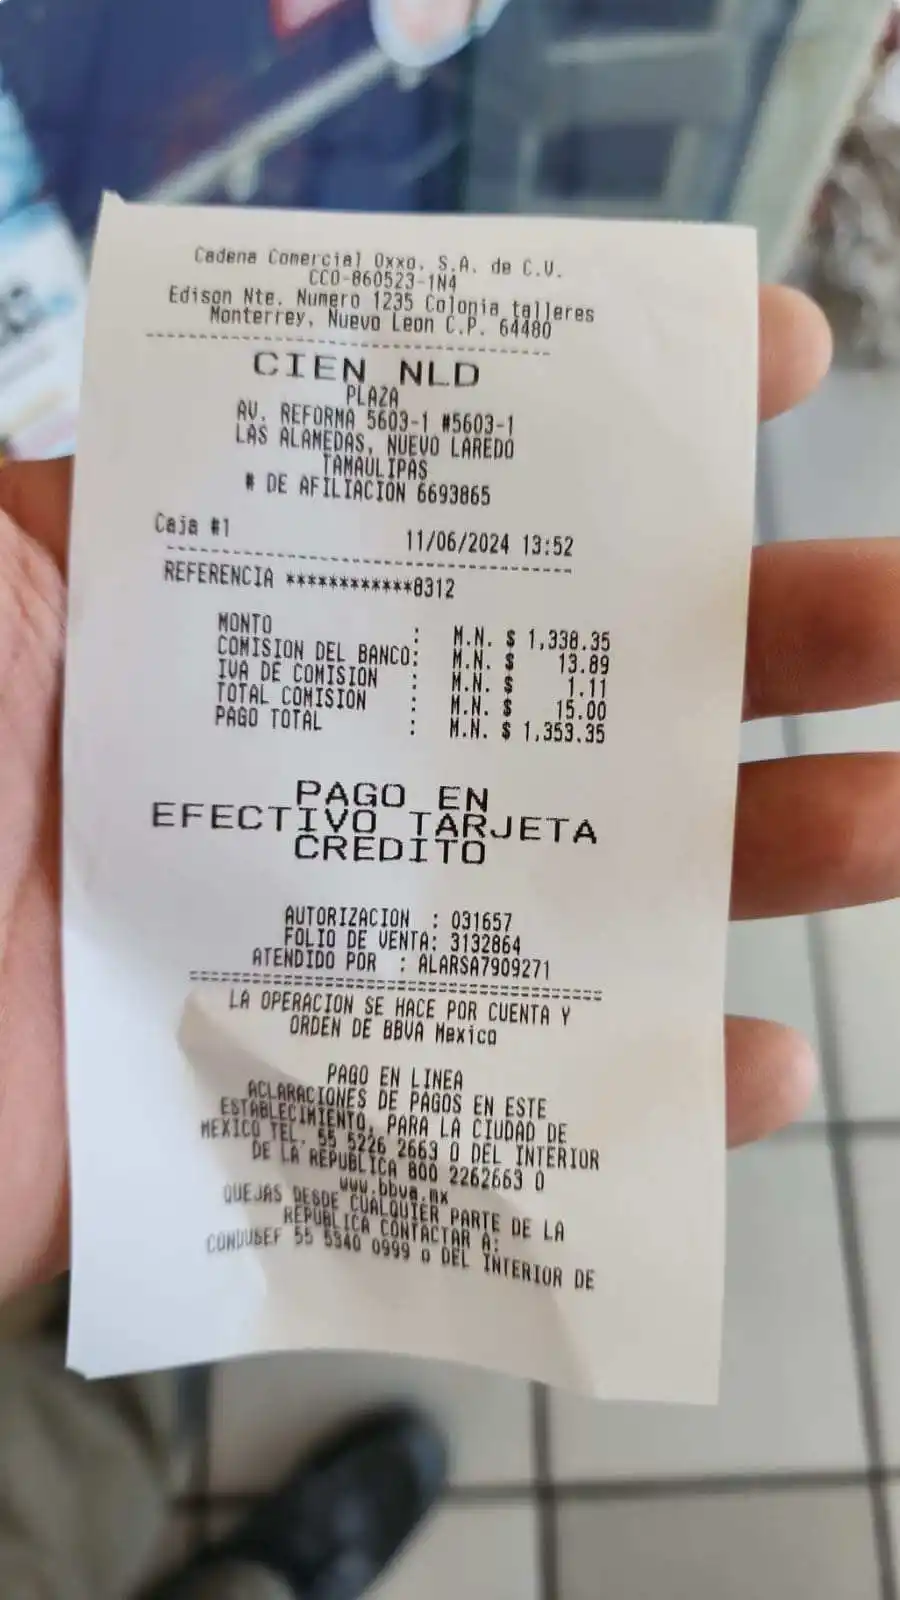 Cadena Comercial Oxxo, S.A. de C.V.
CCO-860523-1N4
Edison Nte. Numero 1235 Colonia talleres
Monterrey, Nuevo Leon C.P. 64480
CIEN NLD
PLAZA
AV. REFORMA 5603-1 #5603-1
LAS ALAMEDAS, NUEVO LAREDO
TAMAULIPAS
# DE AFILIACION 6693865
Caja #1 11/06/2024 13:52
REFERENCIA ************8312
MONTO : M.N. $ 1,338.35
COMISION DEL BANCO: M.N. $ 13.89
IVA DE COMISION : M.N. $ 1.11
TOTAL COMISION : M.N. $ 15.00
PAGO TOTAL : M.N. $ 1,353.35
PAGO EN
EFECTIVO TARJETA
CREDITO
AUTORIZACION : 031657
FOLIO DE VENTA: 3132864
ATENDIDO POR : ALARSA7909271
LA OPERACION SE HACE POR CUENTA Y
ORDEN DE BBVA Mexico
PAGO EN LINEA
ACLARACIONES DE PAGOS EN ESTE
ESTABLECIMIENTO, PARA LA CIUDAD DE
MEXICO TEL. 55 5226 2663 O DEL INTERIOR
DE LA REPUBLICA 800 2262663 O
www.bbva.mx
QUEJAS DESDE CUALQUIER PARTE DE LA
REPUBLICA CONTACTAR A:
CONDUSEF 55 5340 0999 o DEL INTERIOR DE